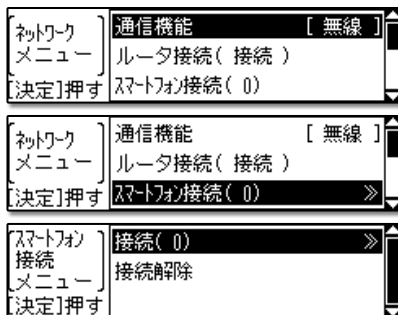 ﾈｯﾄﾜｰｸ
メニュー
[決定]押す
通信機能 [ 無線 ]
ルータ接続( 接続 )
ｽﾏｰﾄﾌｫﾝ接続( 0)
ﾈｯﾄﾜｰｸ
メニュー
[決定]押す
通信機能 [ 無線 ]
ルータ接続( 接続 )
ｽﾏｰﾄﾌｫﾝ接続( 0) ≫
ｽﾏｰﾄﾌｫﾝ
接続
メニュー
[決定]押す
接続( 0) ≫
接続解除